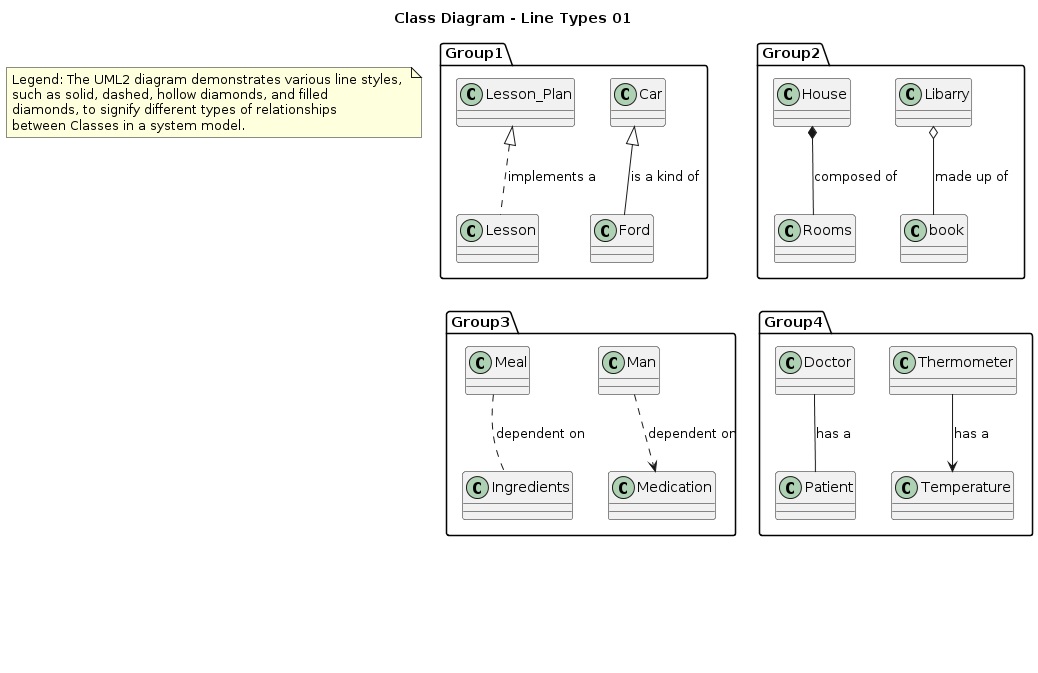 Class Diagram - Line Types 01
Legend: The UML2 diagram demonstrates various line styles,
such as solid, dashed, hollow diamonds, and filled
diamonds, to signify different types of relationships
between Classes in a system model.
Group1
C Lesson_Plan
C Car
implements a
is a kind of
C Lesson
C Ford
Group2
C House
C Libarry
composed of
made up of
C Rooms
C book
Group3
C Meal
C Man
dependent on
dependent on
C Ingredients
C Medication
Group4
C Doctor
C Thermometer
has a
has a
C Patient
C Temperature